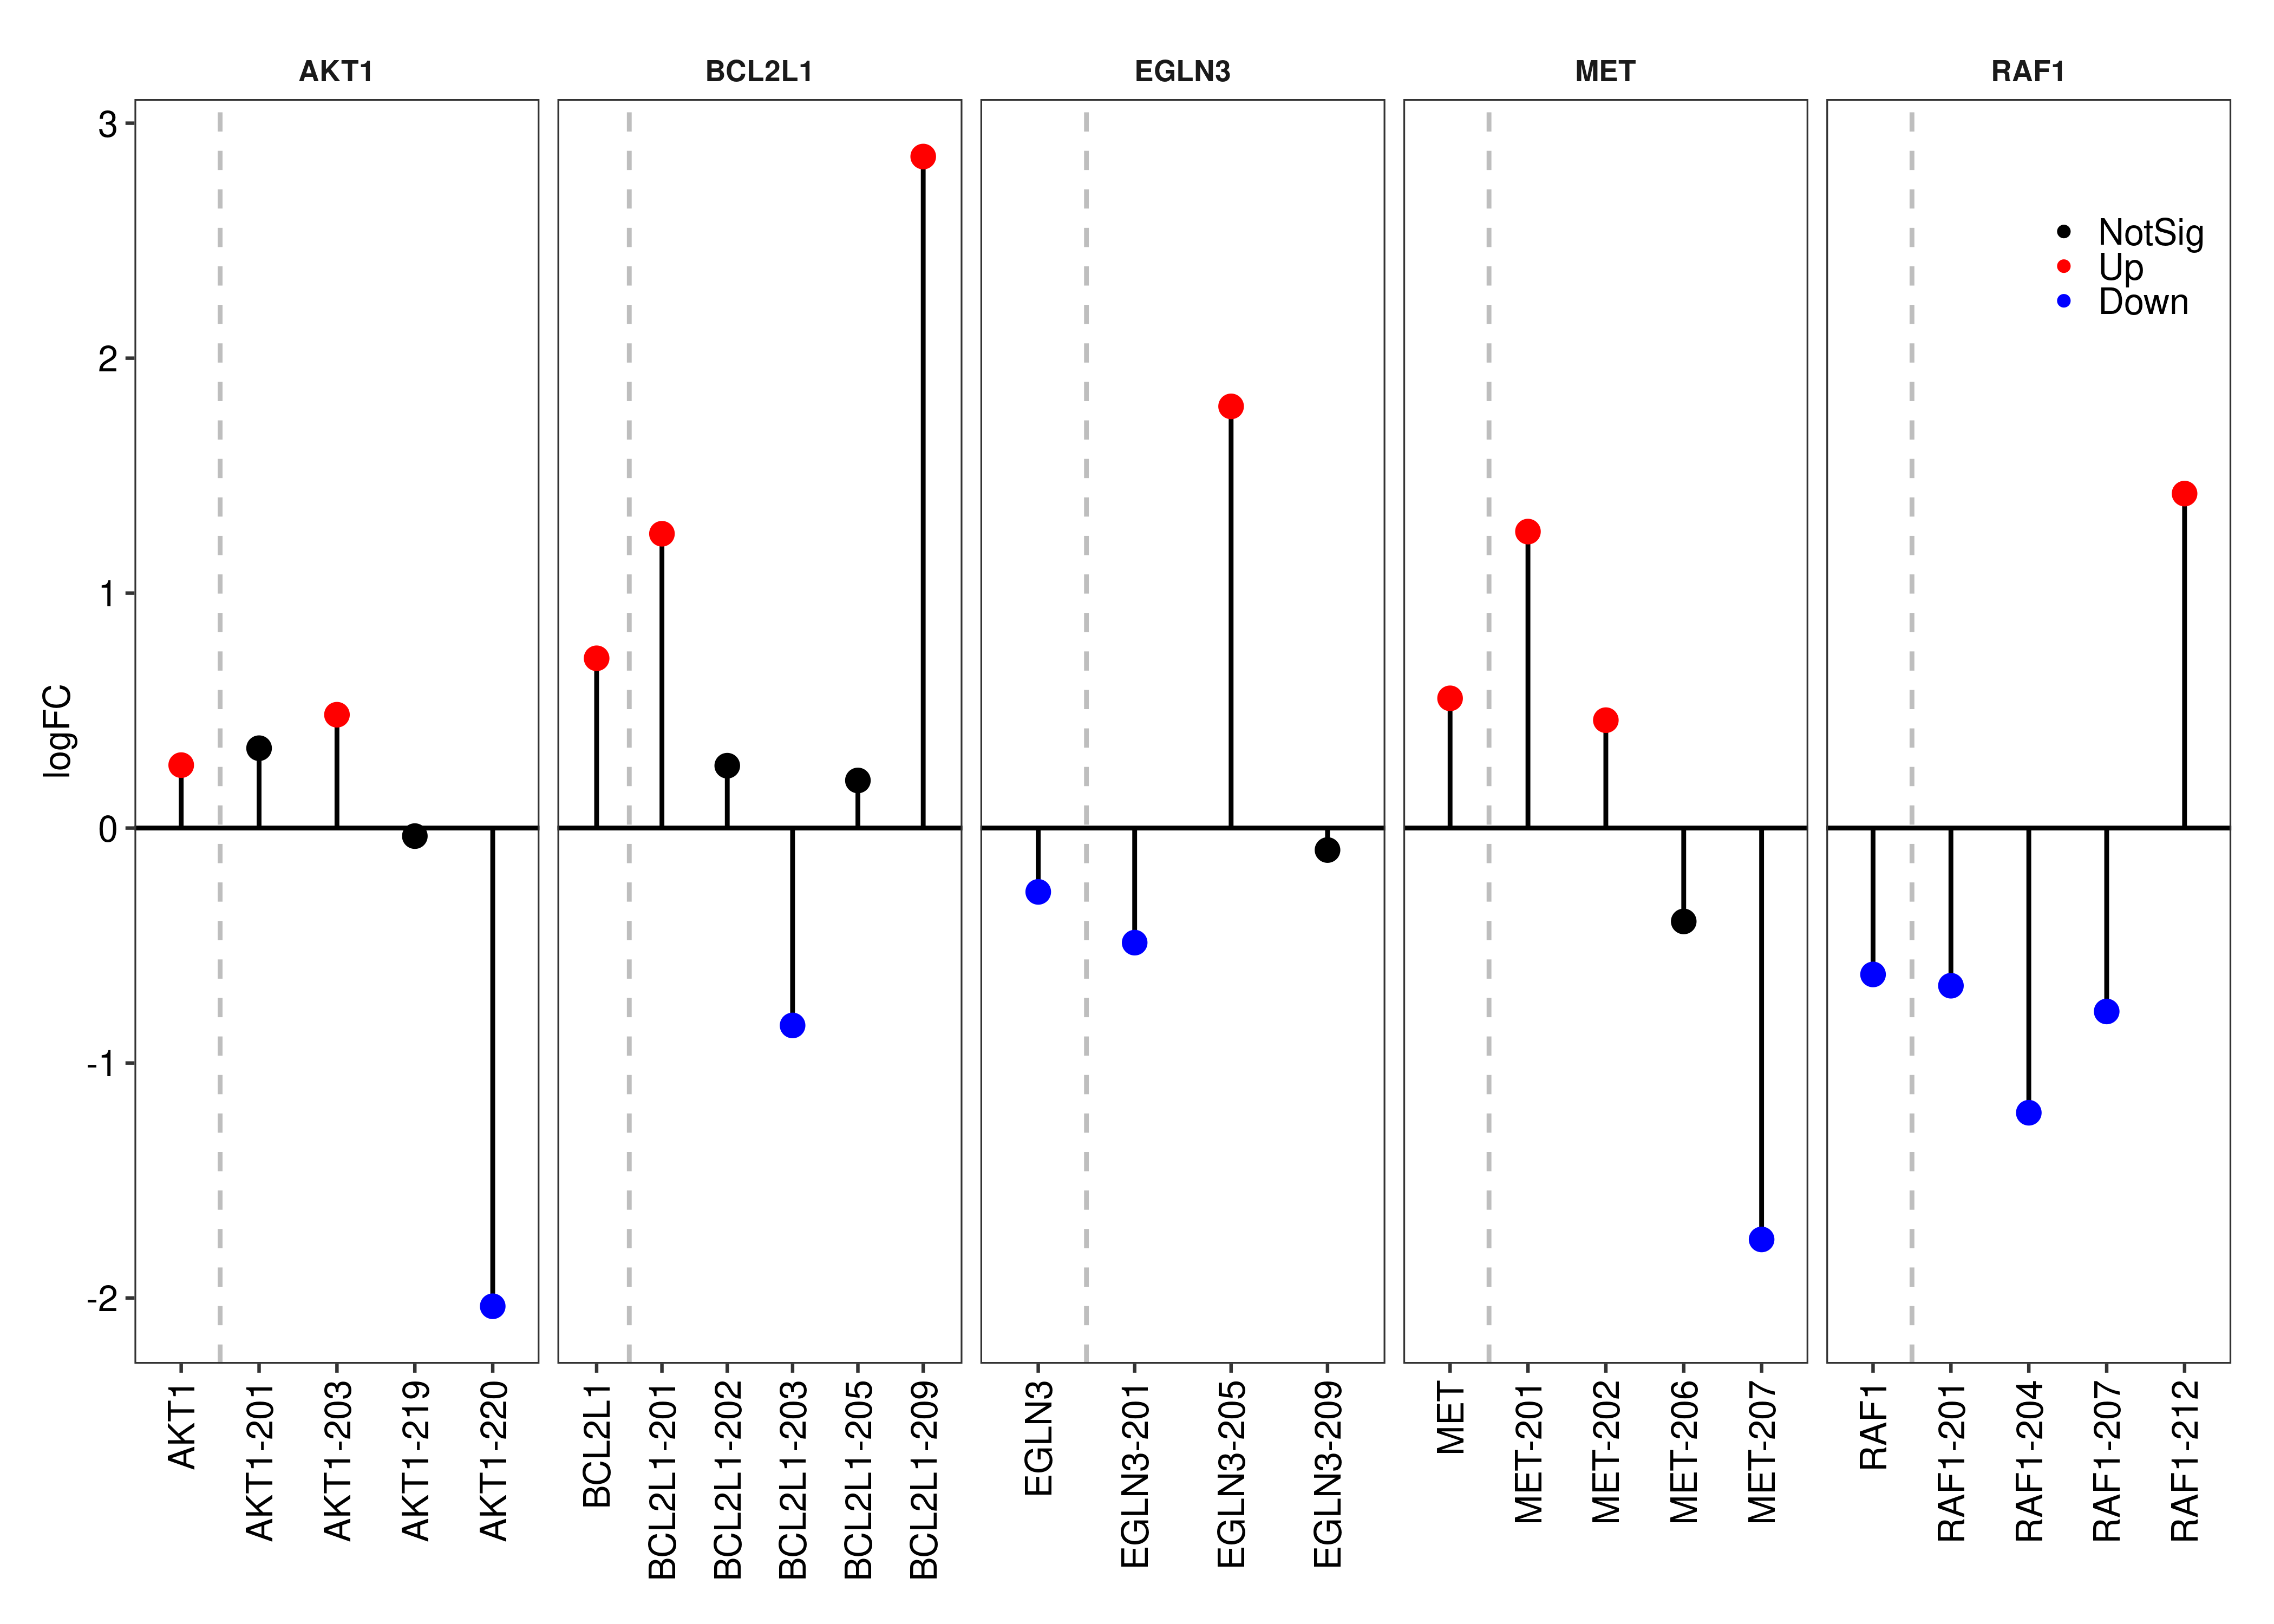 AKT1
BCL2L1
EGLN3
MET
RAF1
3
2
1
0
-1
-2
logFC
NotSig
Up
Down
AKT1
AKT1-201
AKT1-203
AKT1-219
AKT1-220
BCL2L1
BCL2L1-201
BCL2L1-202
BCL2L1-203
BCL2L1-205
BCL2L1-209
EGLN3
EGLN3-201
EGLN3-205
EGLN3-209
MET
MET-201
MET-202
MET-206
MET-207
RAF1
RAF1-201
RAF1-204
RAF1-207
RAF1-212